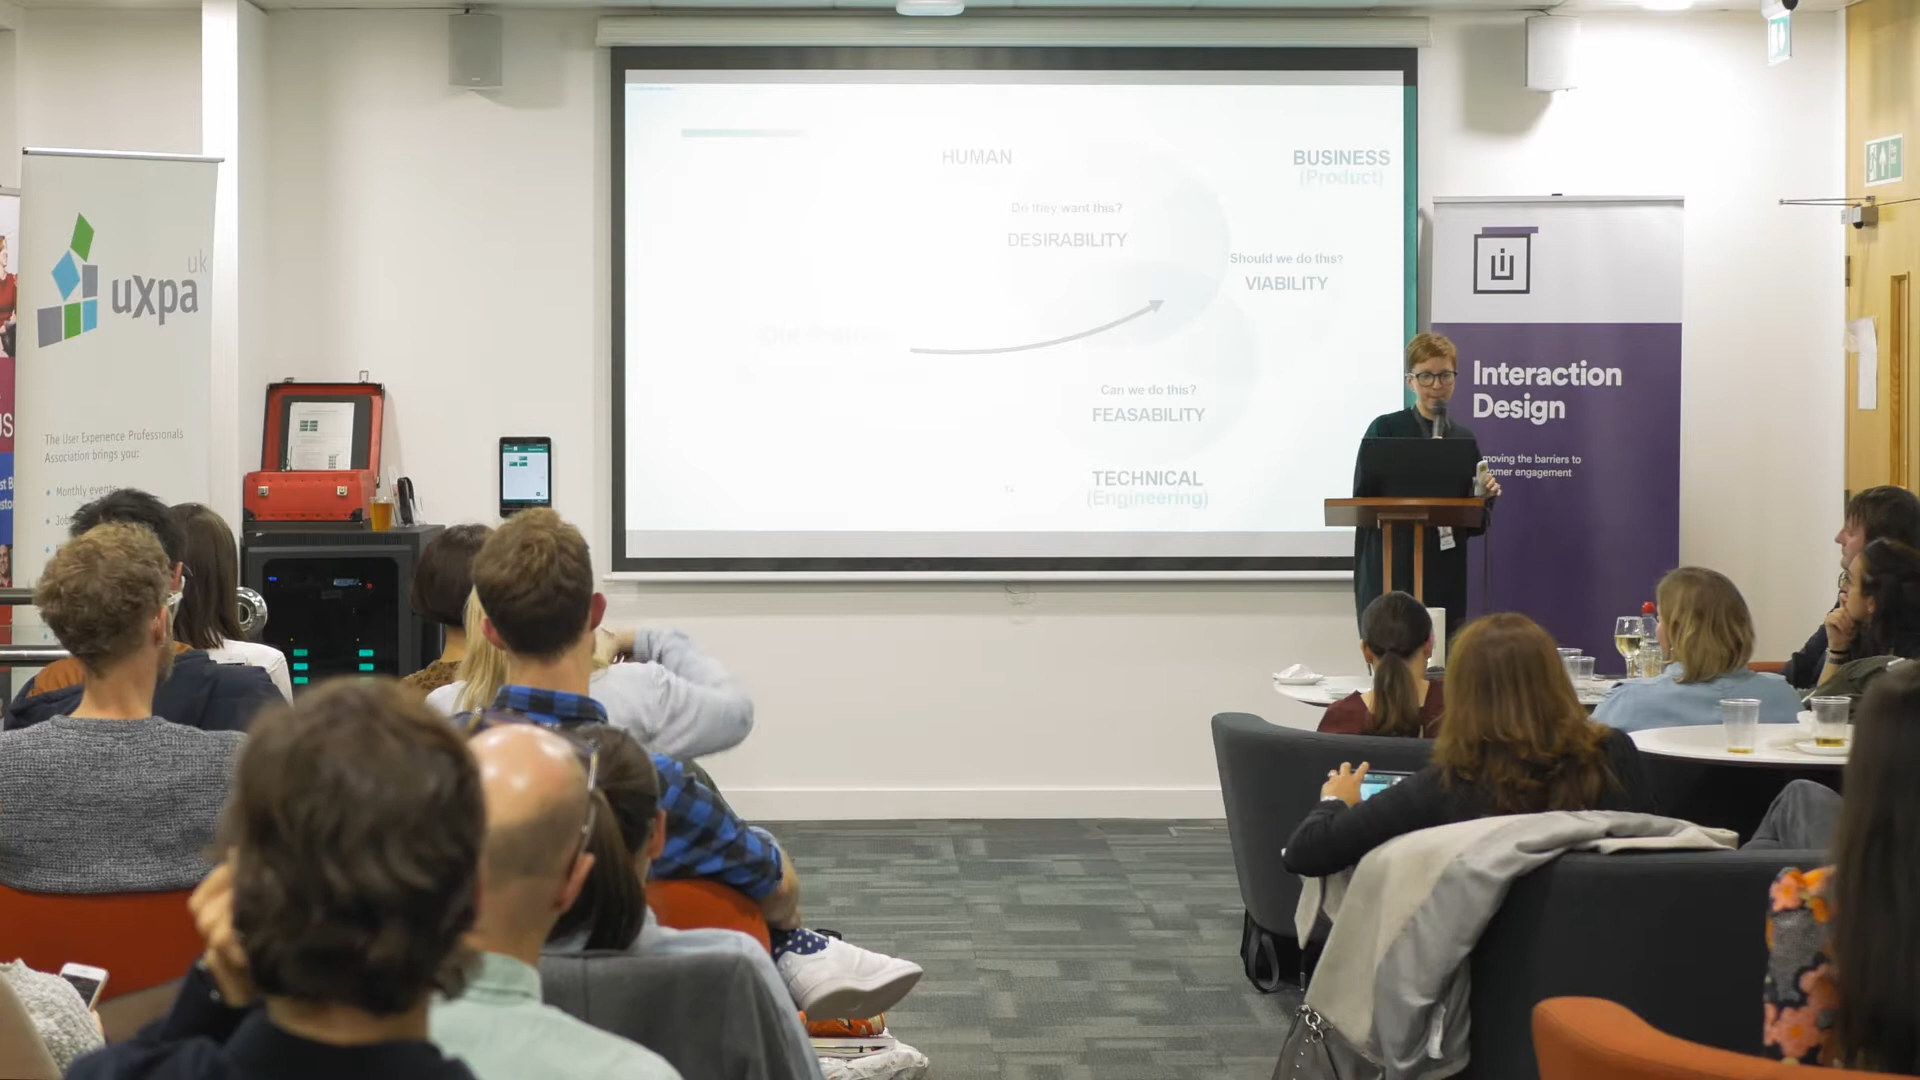 uk
uxpa
The User Experience Professionals
Association brings you:
• Monthly events
HUMAN
Do they want this?
DESIRABILITY
BUSINESS
(Product)
Should we do this?
VIABILITY
Can we do this?
FEASABILITY
TECHNICAL
(Engineering)
Interaction
Design
moving the barriers to
omer engagement